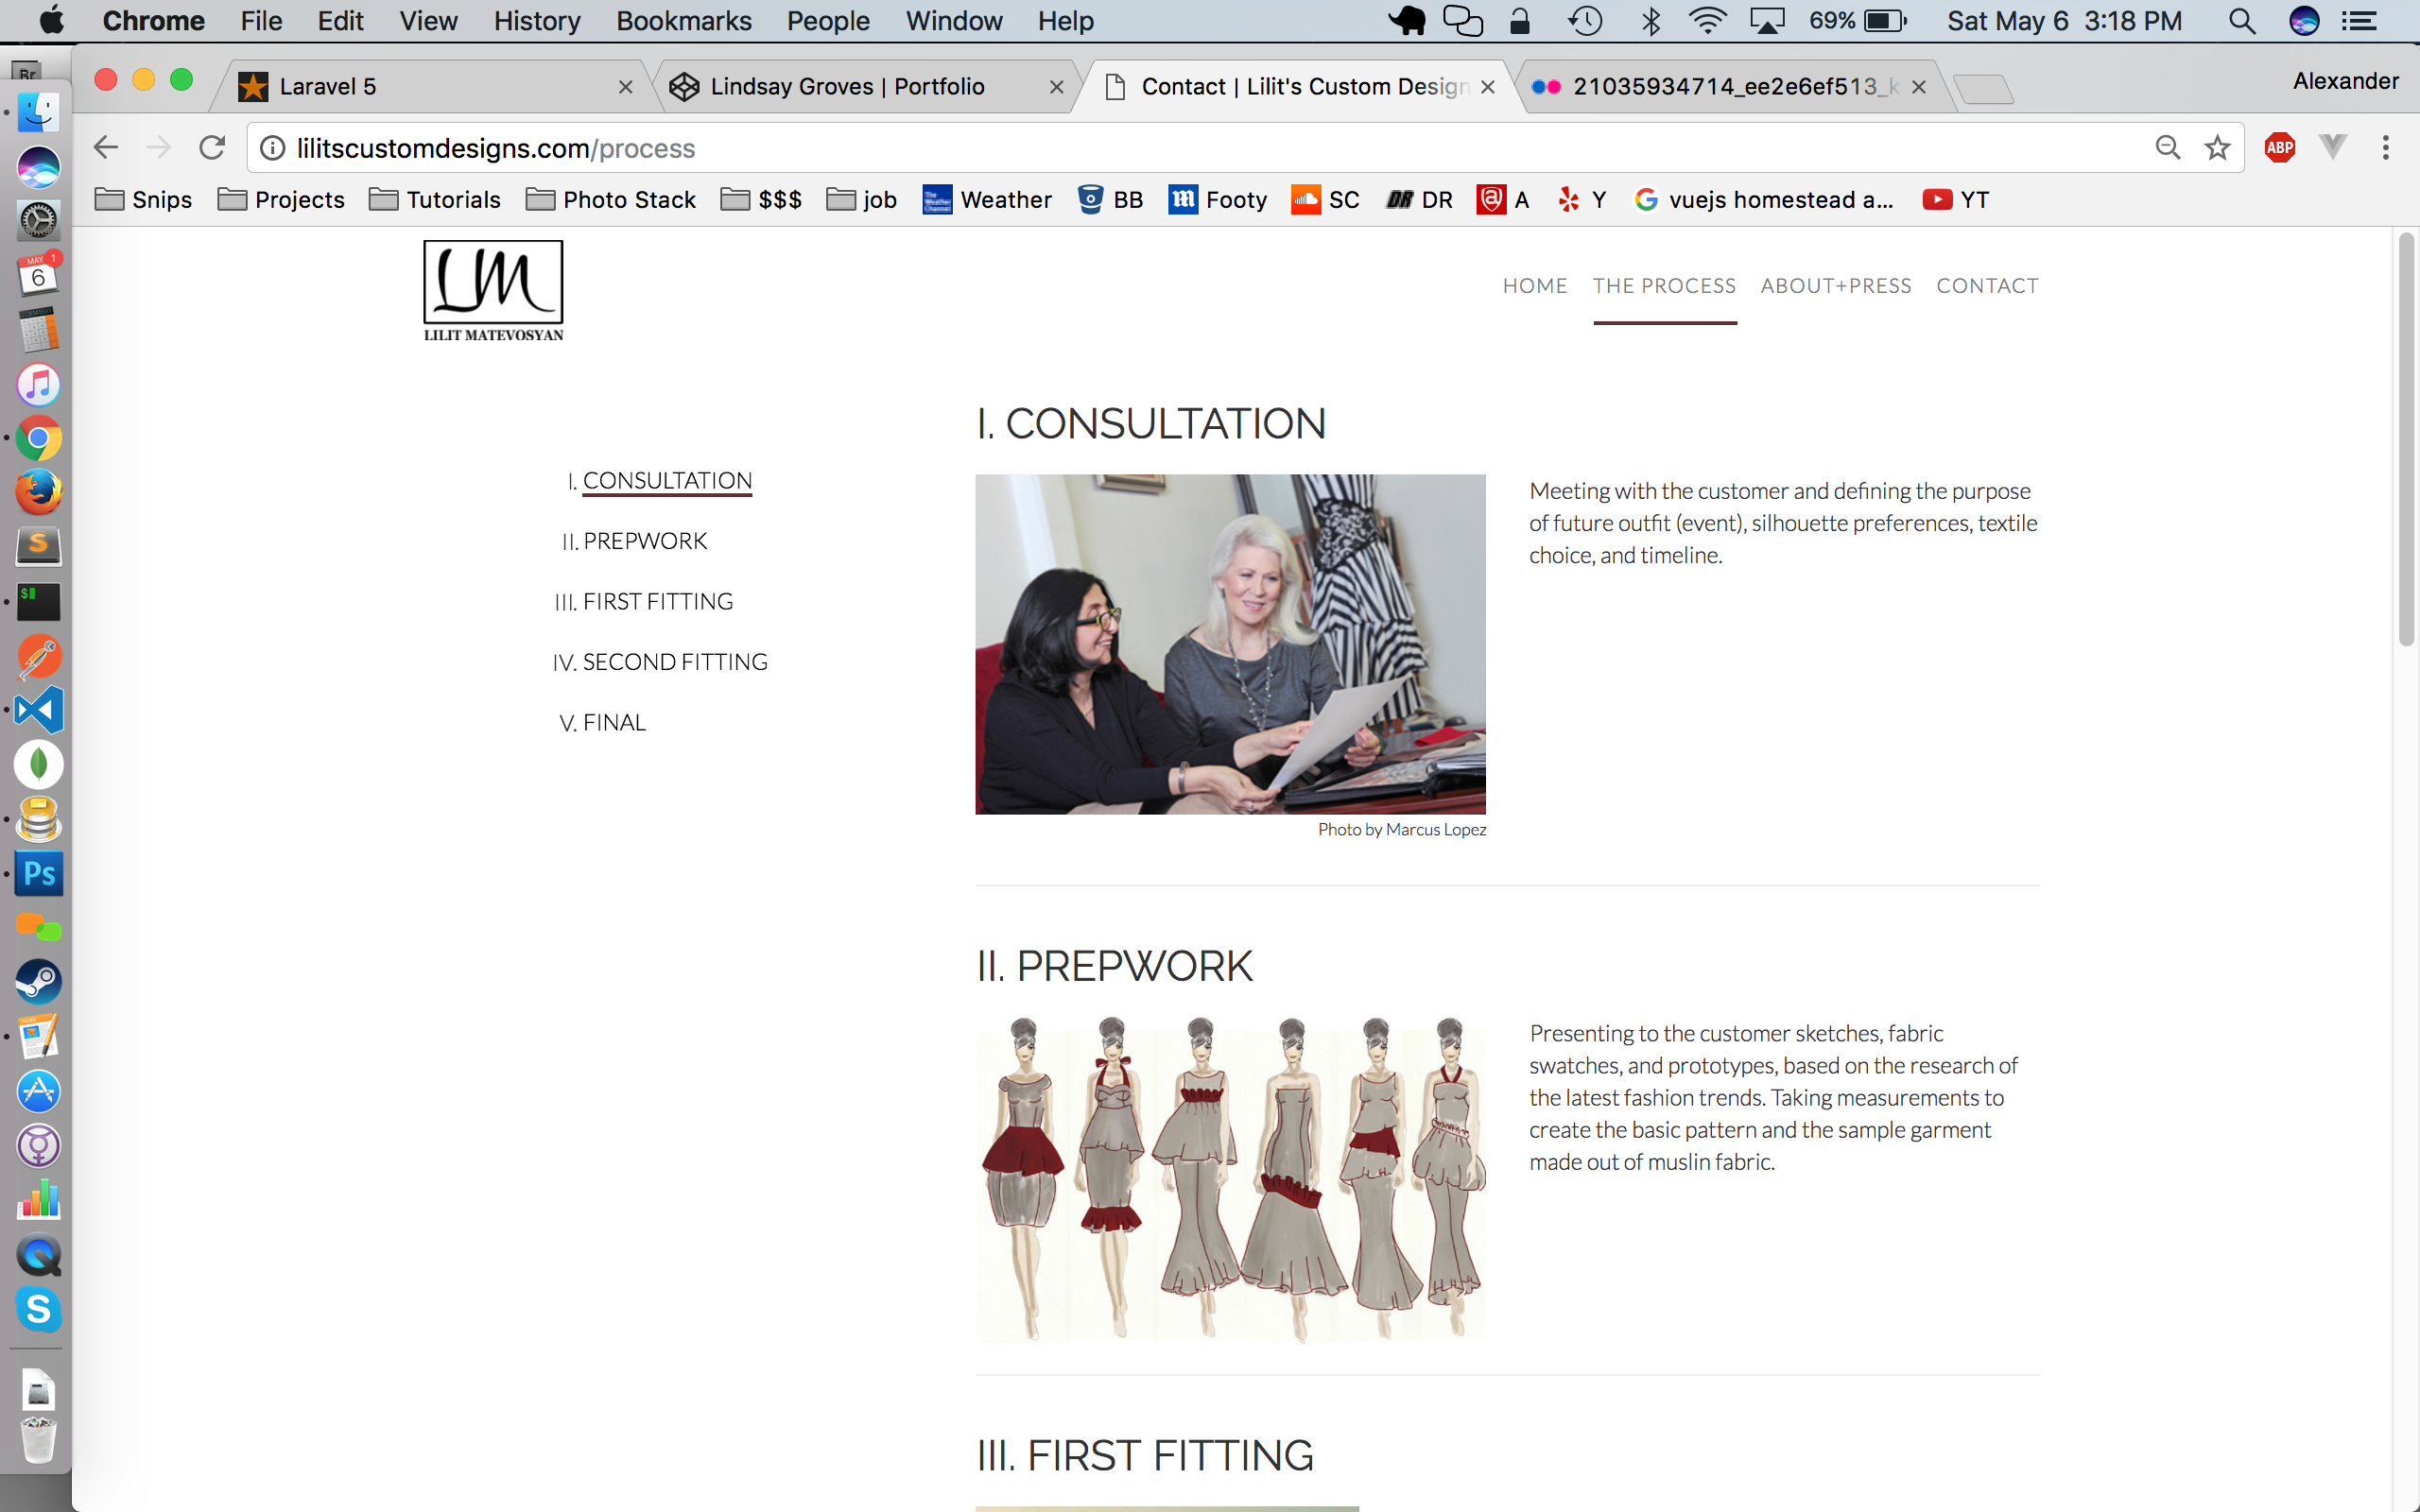 Chrome File Edit View History Bookmarks People Window Help 69% Sat May 6 3:18 PM
Br
Laravel 5
Lindsay Groves | Portfolio
Contact | Lilit's Custom Design
21035934714_ee2e6ef513_k
Alexander
lilitscustomdesigns.com/process
ABP
Snips Projects Tutorials Photo Stack $$$ job Weather BB Footy SC DR A Y vuejs homestead a... YT
MAY 1
6
LM
LILIT MATEVOSYAN
HOME THE PROCESS ABOUT+PRESS CONTACT
I. CONSULTATION
II. PREPWORK
III. FIRST FITTING
IV. SECOND FITTING
V. FINAL
I. CONSULTATION
Meeting with the customer and defining the purpose
of future outfit (event), silhouette preferences, textile
choice, and timeline.
Photo by Marcus Lopez
II. PREPWORK
Presenting to the customer sketches, fabric
swatches, and prototypes, based on the research of
the latest fashion trends. Taking measurements to
create the basic pattern and the sample garment
made out of muslin fabric.
III. FIRST FITTING
S
$
Ps
S